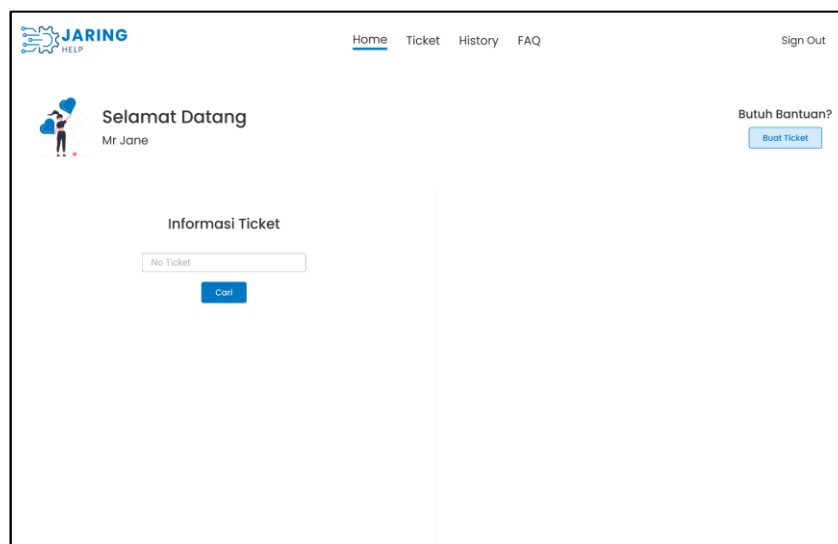 JARING
HELP
Home Ticket History FAQ
Sign Out
Selamat Datang
Mr Jane
Butuh Bantuan?
Buat Ticket
Informasi Ticket
No Ticket
Cari